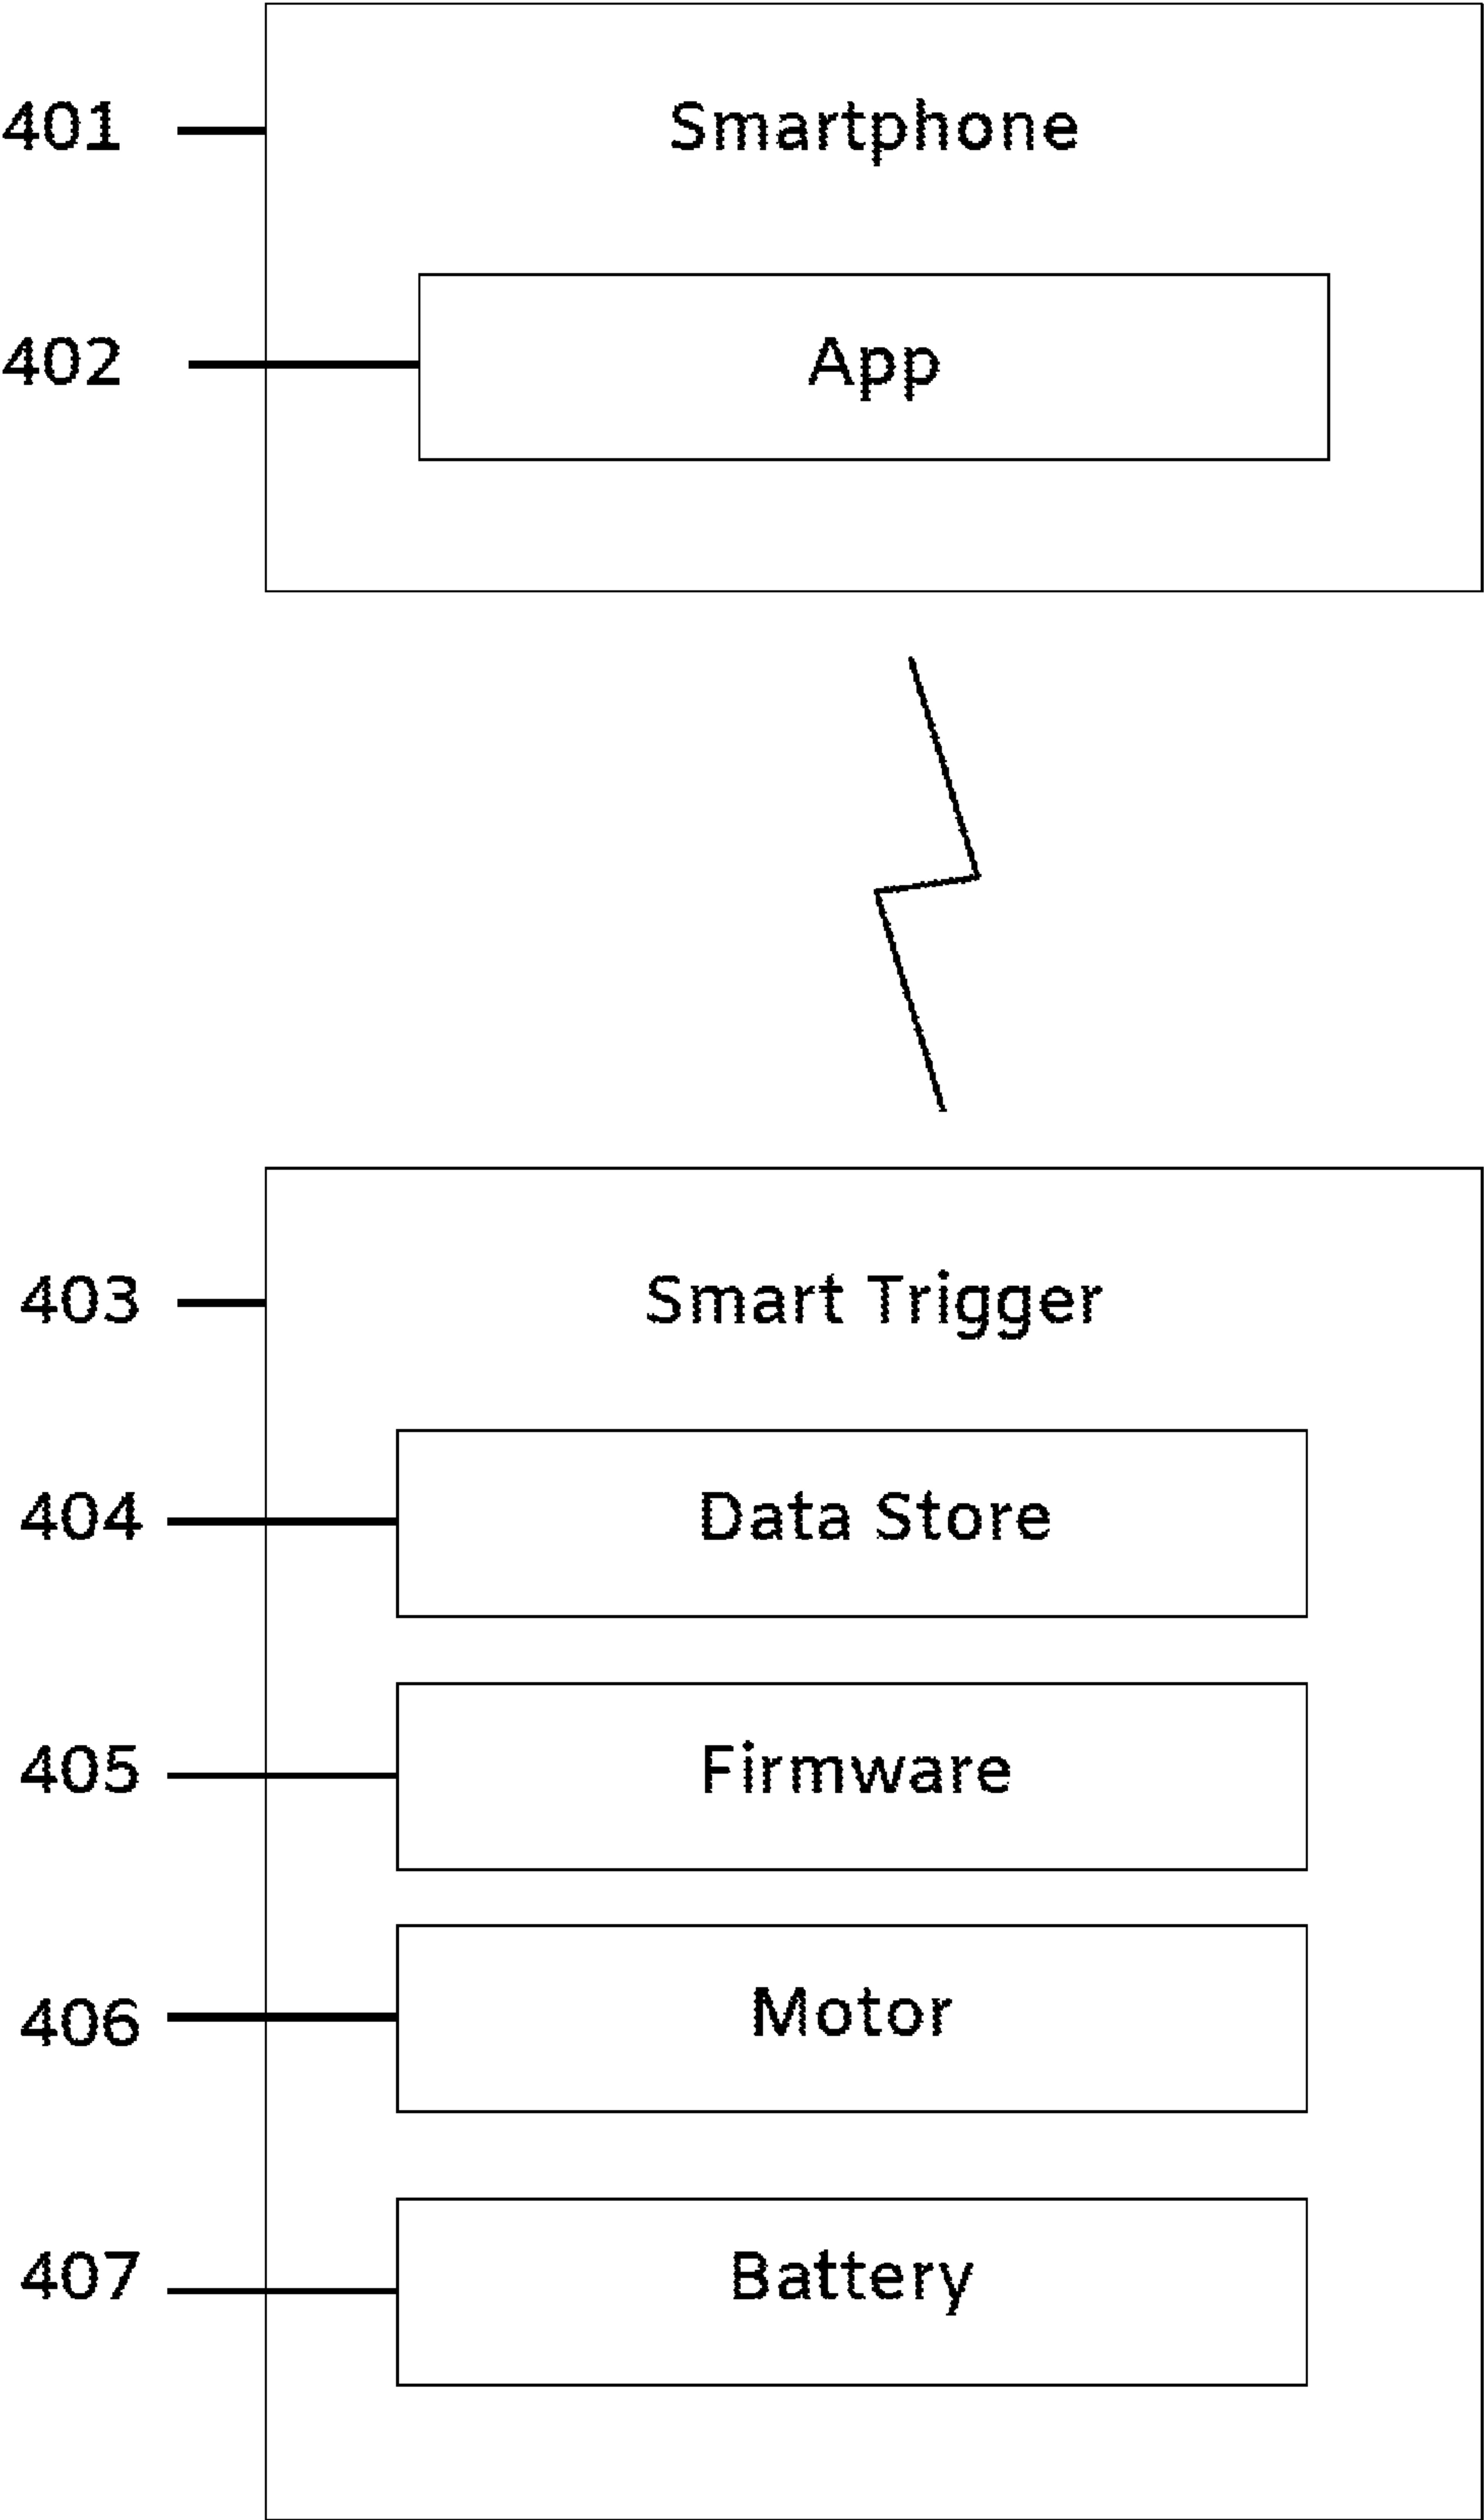 401 Smartphone
402 App
403 Smart Trigger
404 Data Store
405 Firmware
406 Motor
407 Battery